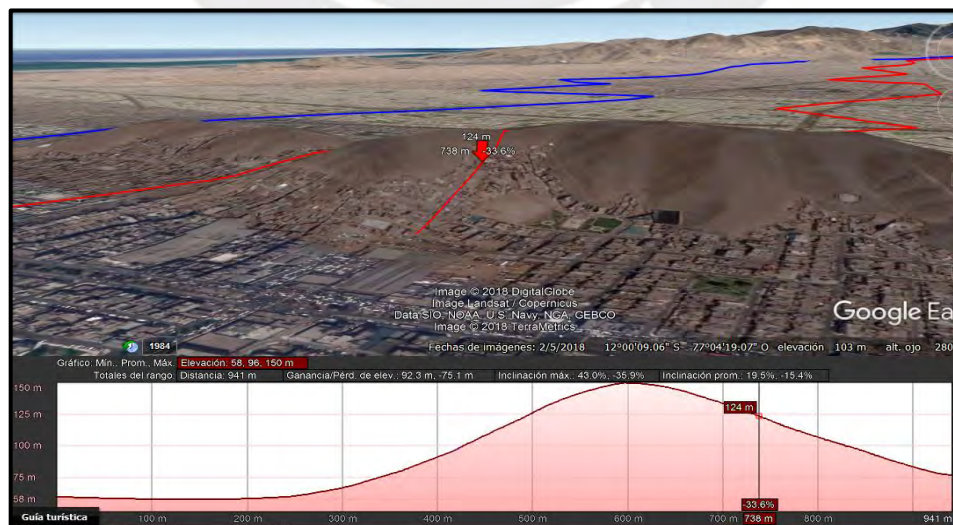 124 m
738 m -33.6%
Image © 2018 DigitalGlobe
Image Landsat / Copernicus
Data SIO, NOAA, U.S. Navy, NGA, GEBCO
Image © 2018 TerraMetrics
Google Ea
1984
Fechas de imágenes: 2/5/2018 12°00'09.06" S 77°04'19.07" O elevación 103 m alt. ojo 280
Gráfico: Mín., Prom., Máx. Elevación: 58, 96, 150 m
Totales del rango: Distancia: 941 m Ganancia/Pérd. de elev.: 92.3 m, -75.1 m Inclinación máx.: 43.0%, -35.9% Inclinación prom.: 19.5%, -15.4%
150 m
125 m
124 m
100 m
75 m
58 m
-33.6%
Guía turística 100 m 200 m 300 m 400 m 500 m 600 m 700 m 738 m 800 m 941 m